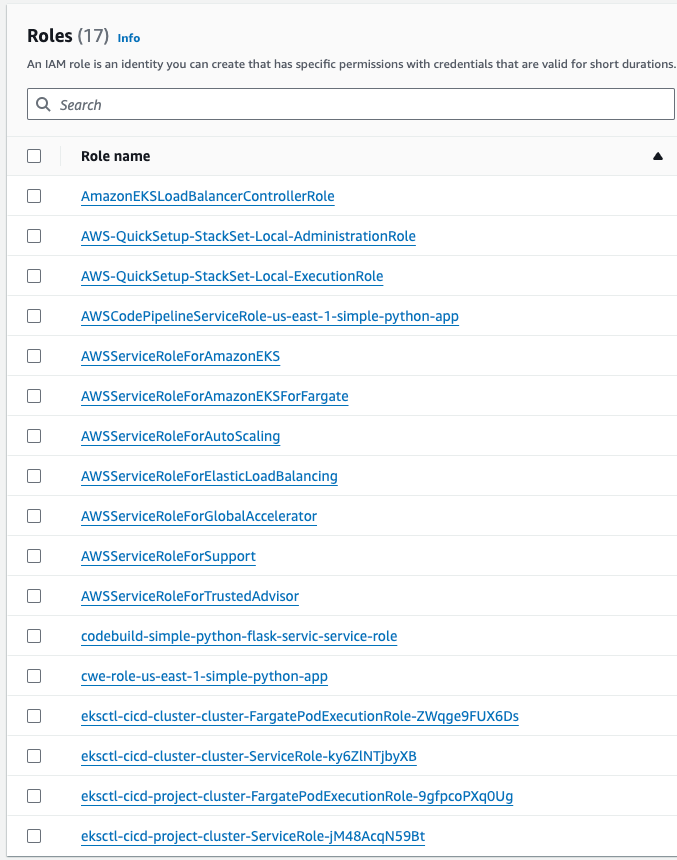 Roles (17) Info
An IAM role is an identity you can create that has specific permissions with credentials that are valid for short durations.
Search
Role name
AmazonEKSLoadBalancerControllerRole
AWS-QuickSetup-StackSet-Local-AdministrationRole
AWS-QuickSetup-StackSet-Local-ExecutionRole
AWSCodePipelineServiceRole-us-east-1-simple-python-app
AWSServiceRoleForAmazonEKS
AWSServiceRoleForAmazonEKSForFargate
AWSServiceRoleForAutoScaling
AWSServiceRoleForElasticLoadBalancing
AWSServiceRoleForGlobalAccelerator
AWSServiceRoleForSupport
AWSServiceRoleForTrustedAdvisor
codebuild-simple-python-flask-servic-service-role
cwe-role-us-east-1-simple-python-app
eksctl-cicd-cluster-cluster-FargatePodExecutionRole-ZWqge9FUX6Ds
eksctl-cicd-cluster-cluster-ServiceRole-ky6ZlNTjbyXB
eksctl-cicd-project-cluster-FargatePodExecutionRole-9gfpcoPXq0Ug
eksctl-cicd-project-cluster-ServiceRole-jM48AcqN59Bt